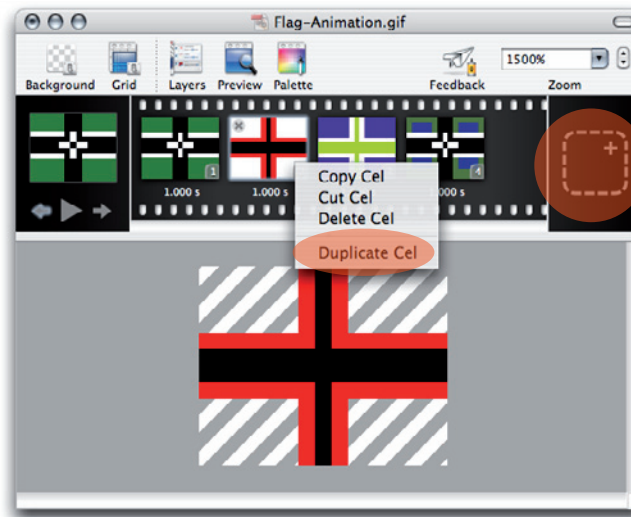 Flag-Animation.gif
1500%
Background Grid Layers Preview Palette Feedback Zoom
1 4
1.000 s 1.000 s .000 s
Copy Cel
Cut Cel
Delete Cel
Duplicate Cel